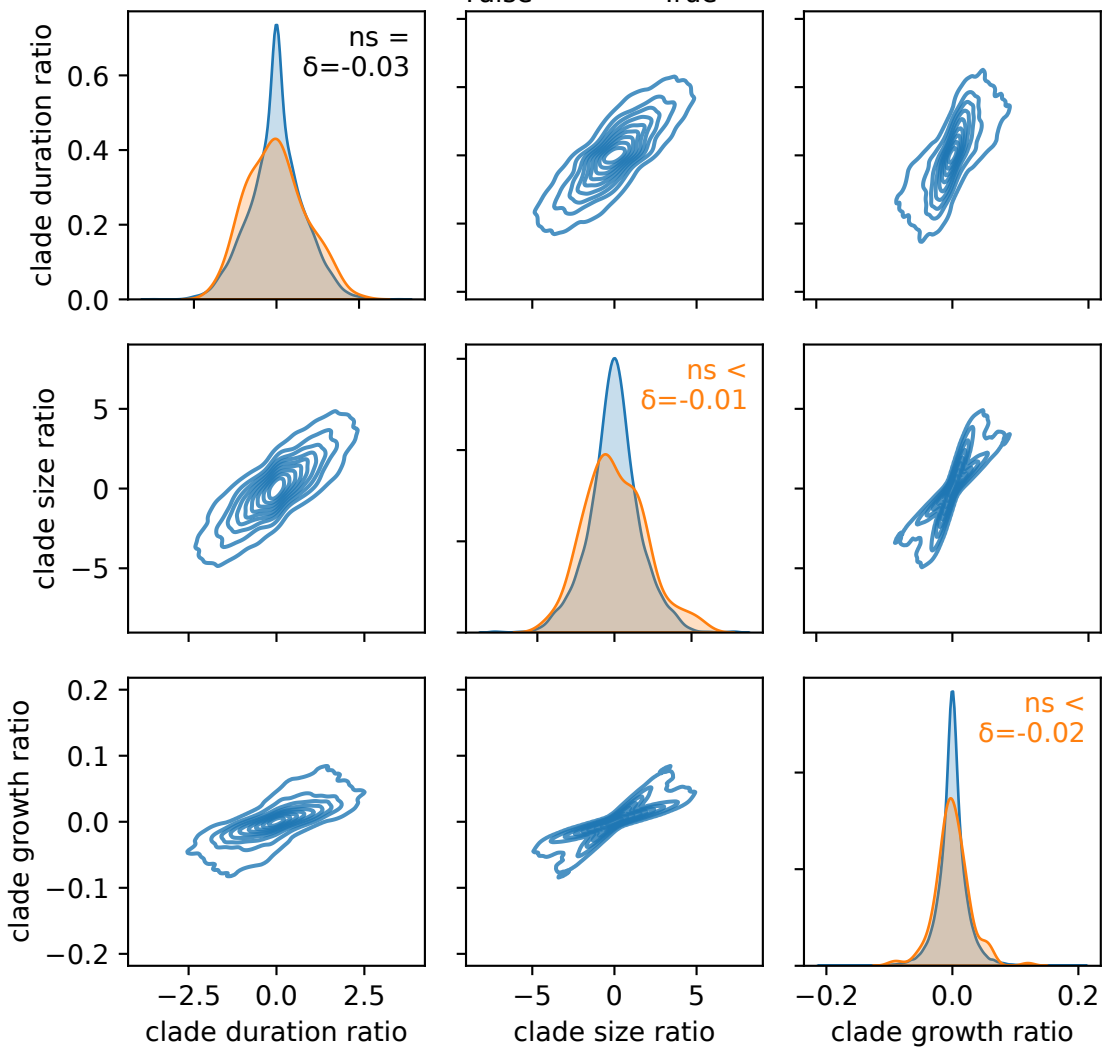 clade duration ratio
0.6
0.4
0.2
0.0
ns =
δ=-0.03
clade size ratio
5
0
−5
ns <
δ=-0.01
clade growth ratio
0.2
0.1
0.0
−0.1
−0.2
ns <
δ=-0.02
−2.5 0.0 2.5
−5 0 5
−0.2 0.0 0.2
clade duration ratio
clade size ratio
clade growth ratio